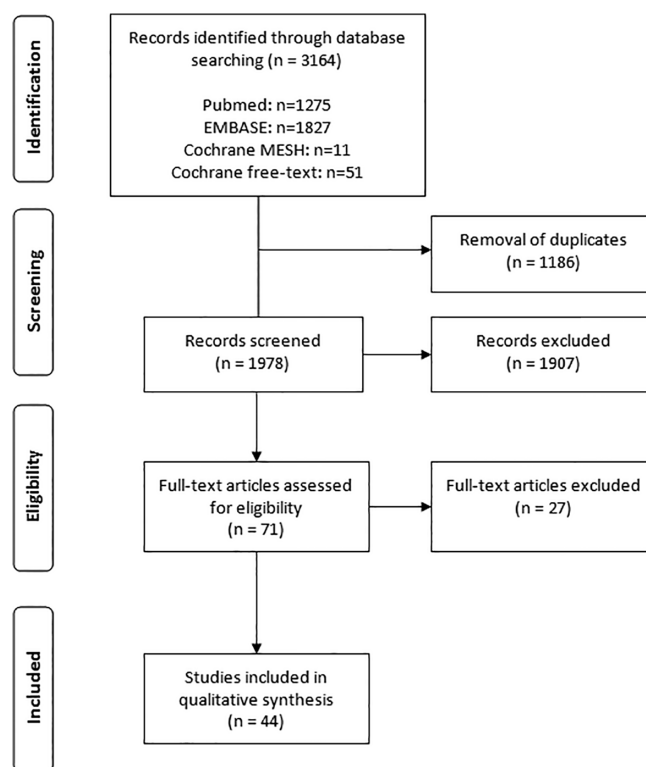 Identification
Records identified through database
searching (n = 3164)
Pubmed: n=1275
EMBASE: n=1827
Cochrane MESH: n=11
Cochrane free-text: n=51
Screening
Removal of duplicates
(n = 1186)
Records screened
(n = 1978)
Records excluded
(n = 1907)
Eligibility
Full-text articles assessed
for eligibility
(n = 71)
Full-text articles excluded
(n = 27)
Included
Studies included in
qualitative synthesis
(n = 44)